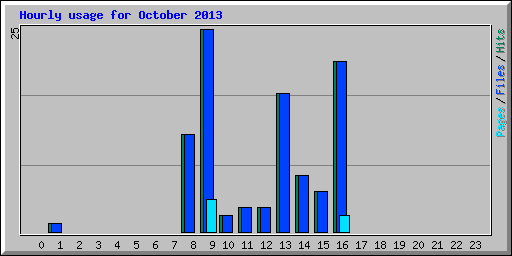 Hourly usage for October 2013
25
Pages/Files/Hits
0 1 2 3 4 5 6 7 8 9 10 11 12 13 14 15 16 17 18 19 20 21 22 23